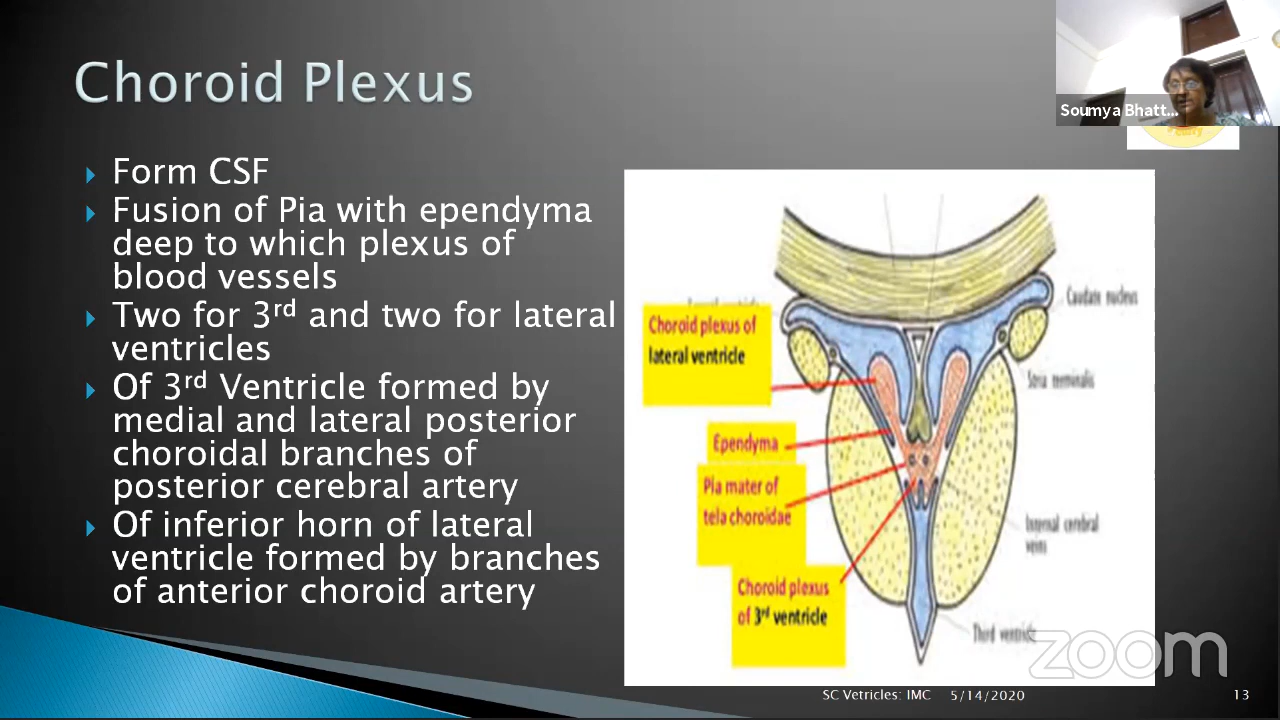 Choroid Plexus
Soumya Bhatt...
Form CSF
Fusion of Pia with ependyma
deep to which plexus of
blood vessels
Two for 3rd and two for lateral
ventricles
Of 3rd Ventricle formed by
medial and lateral posterior
choroidal branches of
posterior cerebral artery
Of inferior horn of lateral
ventricle formed by branches
of anterior choroid artery
Choroid plexus of
lateral ventricle
Ependyma
Pia mater of
tela choroidae
Choroid plexus
of 3rd ventricle
Caudate nucleus
Stria terminalis
Internal cerebral
veins
Third ventricle
zoom
SC Vetricles: IMC 5/14/2020 13